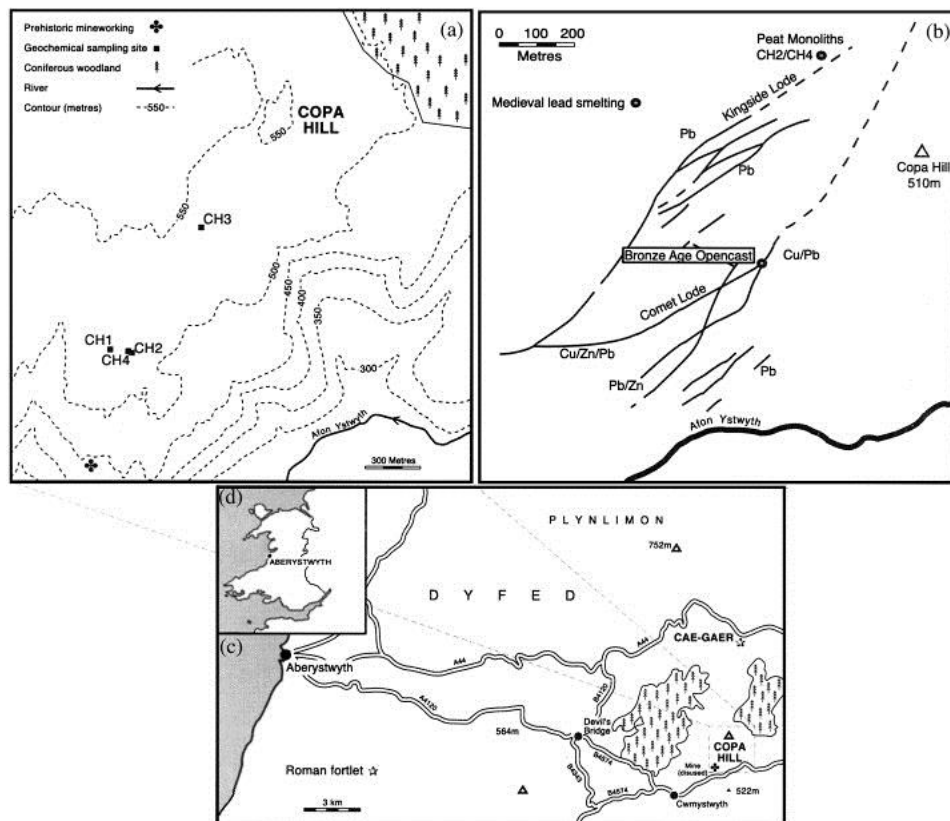 (a)
Prehistoric mineworking
Geochemical sampling site
Coniferous woodland
River
Contour (metres) 550
COPA
HILL
550
550
CH3
500
450
400
350
300
CH1
CH4
CH2
Afon Ystwyth
300 Metres
(b)
0 100 200
Metres
Peat Monoliths
CH2/CH4
Medieval lead smelting
Kingside Lode
Pb
Pb
Copa Hill
510m
Bronze Age Opencast
Cu/Pb
Comet Lode
Cu/Zn/Pb
Pb/Zn
Pb
Afon Ystwyth
(d)
ABERYSTWYTH
(c)
PLYNLIMON
752m
DYFED
CAE-GAER
A44
A44
Aberystwyth
A4120
B4120
564m
Devil's
Bridge
COPA
HILL
Mine
(disused)
B4574
B4343
B4574
Roman fortlet
3 km
Cwmystwyth
522m